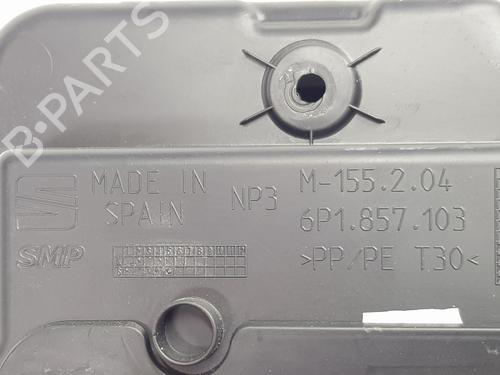 B-PARTS
MADE IN SPAIN
NP3
M-155.2.04
6P1.857.103
>PP/PE T30<
SMP